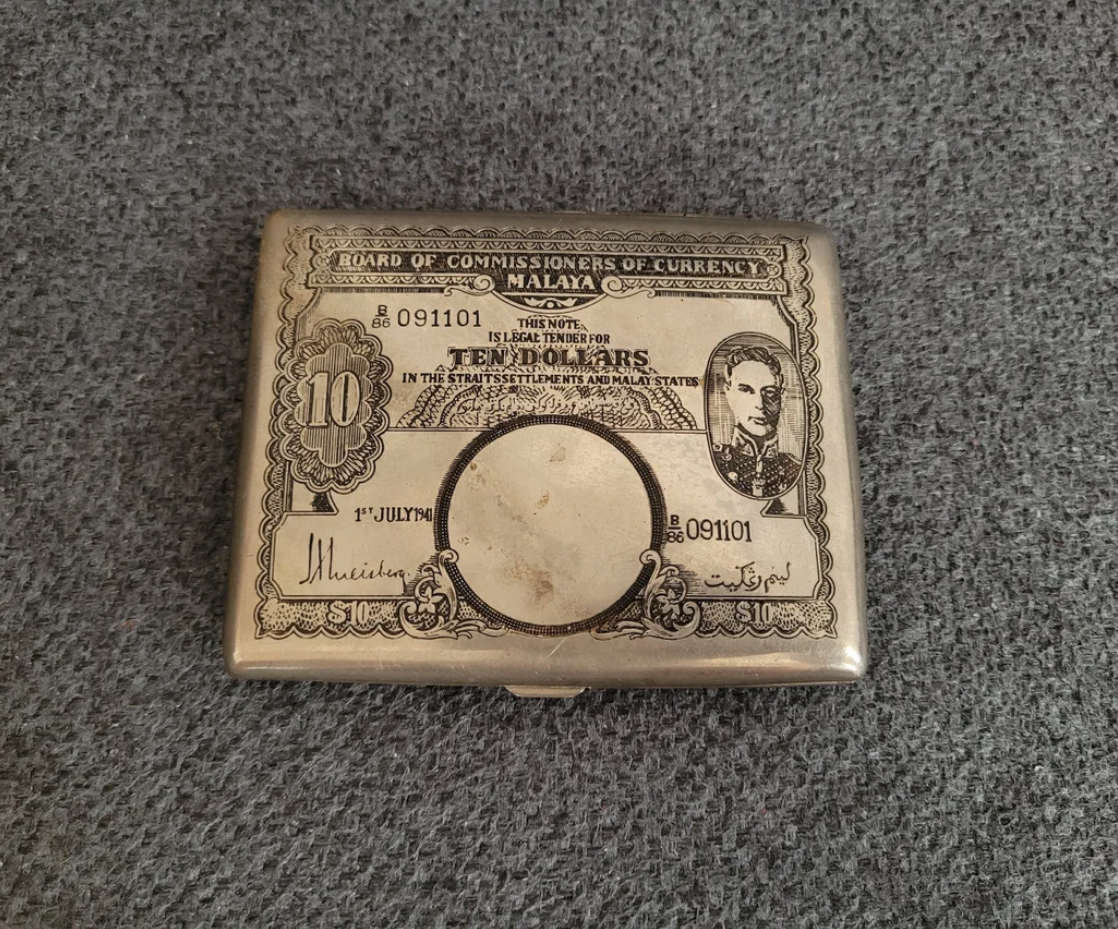 BOARD OF COMMISSIONERS OF CURRENCY
MALAYA
B/86 091101
THIS NOTE
IS LEGAL TENDER FOR
TEN DOLLARS
IN THE STRAITS SETTLEMENTS AND MALAY STATES
10
1ST JULY 1941
B/86 091101
$10
$10